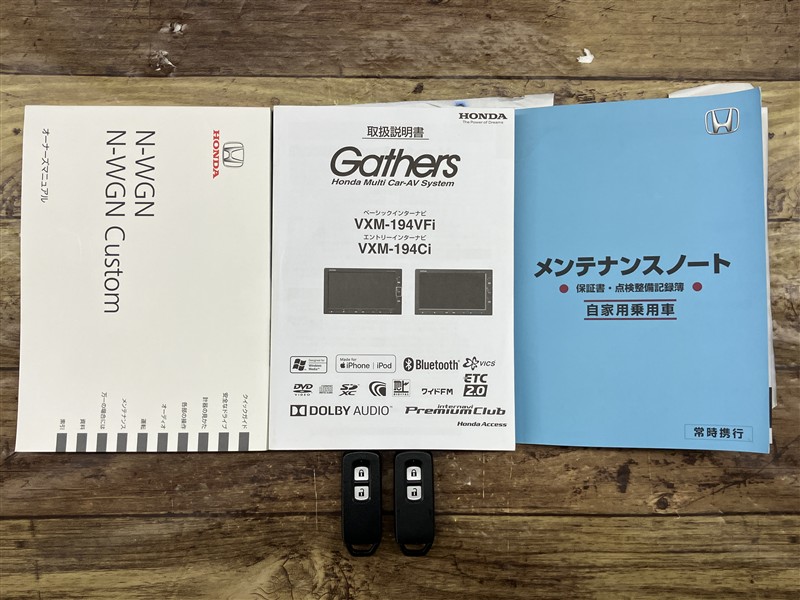 HONDA
N-WGN
N-WGN Custom
オーナーズマニュアル
クイックガイド
安全なドライブ
計器の見かた
各部の操作
オーディオ
運転
メンテナンス
万一の場合には
資料
索引
HONDA
The Power of Dreams
取扱説明書
Gathers
Honda Multi Car-AV System
ベーシックインターナビ
VXM-194VFi
エントリーインターナビ
VXM-194Ci
Made for
iPhone | iPod
Bluetooth
VICS
DVD
VIDEO
SD
XC
ワイドFM
ETC
2.0
DOLBY AUDIO
internavi
PremiumClub
Honda Access
メンテナンスノート
保証書・点検整備記録簿
自家用乗用車
常時携行